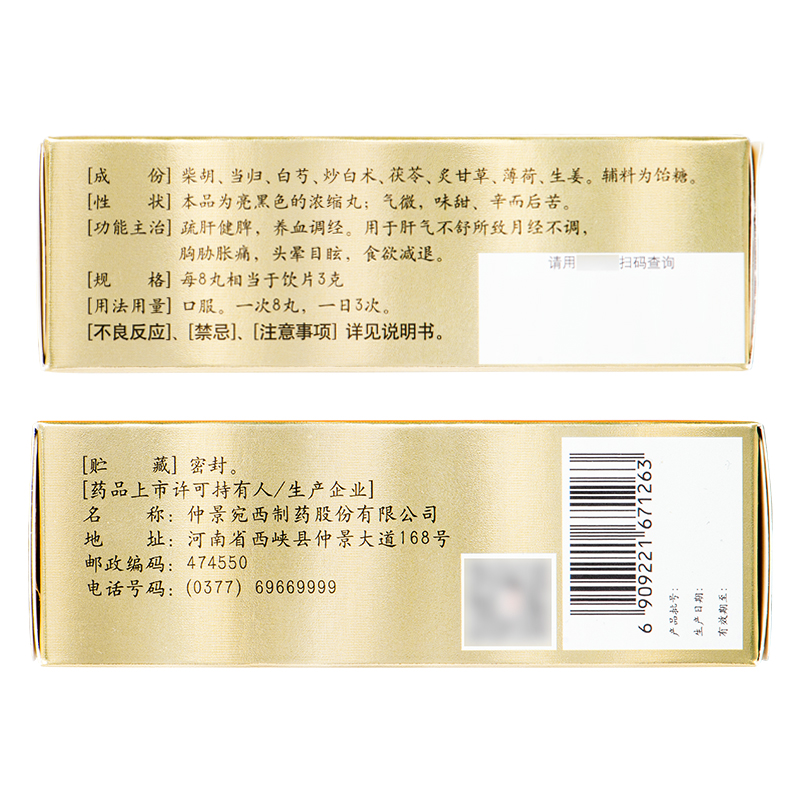 [成　　份] 柴胡、当归、白芍、炒白术、茯苓、炙甘草、薄荷、生姜。辅料为饴糖。
[性　　状] 本品为亮黑色的浓缩丸；气微，味甜、辛而后苦。
[功能主治] 疏肝健脾，养血调经。用于肝气不舒所致月经不调，
胸胁胀痛，头晕目眩，食欲减退。
[规　　格] 每8丸相当于饮片3克
[用法用量] 口服。一次8丸，一日3次。
[不良反应]、[禁忌]、[注意事项] 详见说明书。
请用　　扫码查询
[贮　　藏] 密封。
[药品上市许可持有人/生产企业]
名　　称：仲景宛西制药股份有限公司
地　　址：河南省西峡县仲景大道168号
邮政编码：474550
电话号码：(0377) 69669999
6 909221 671263
产品批号：
生产日期：
有效期至：